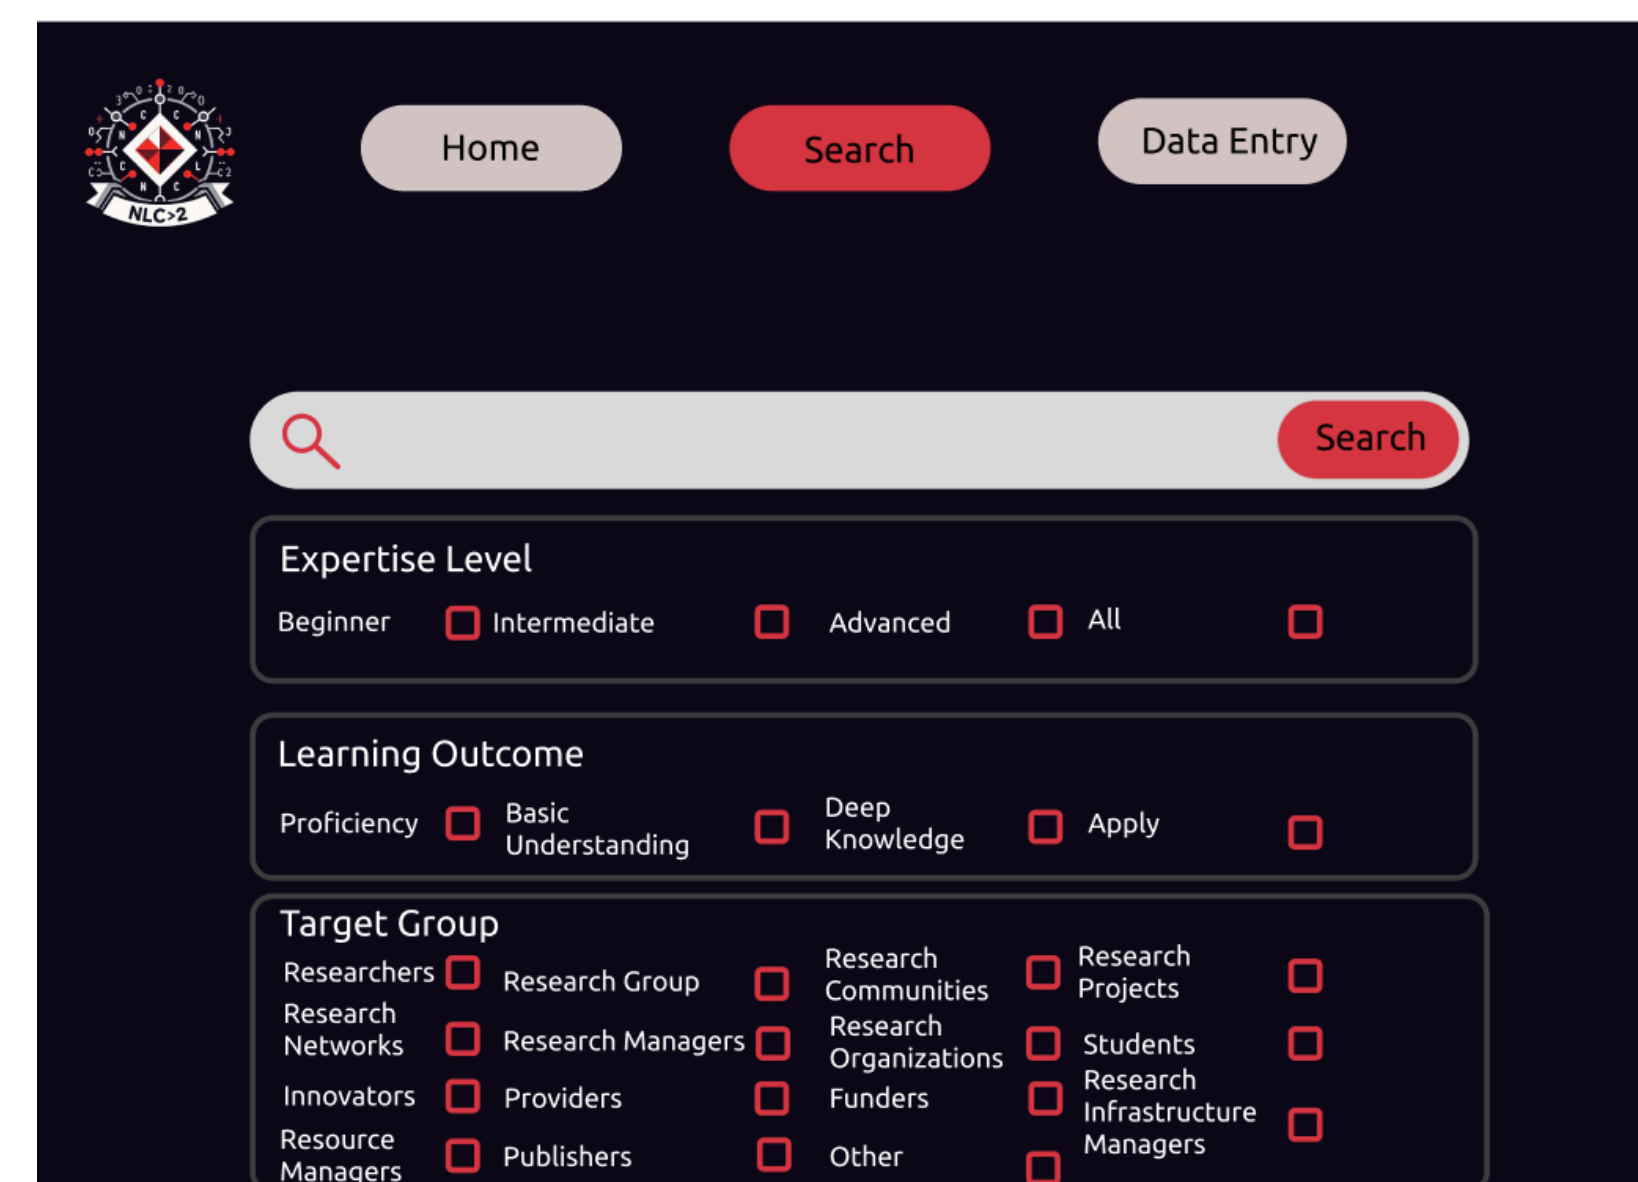 Home
Search
Data Entry
NLC>2
Search
Expertise Level
Beginner
Intermediate
Advanced
All
Learning Outcome
Proficiency
Basic
Understanding
Deep
Knowledge
Apply
Target Group
Researchers
Research Group
Research
Communities
Research
Projects
Research
Networks
Research Managers
Research
Organizations
Students
Innovators
Providers
Funders
Research
Infrastructure
Managers
Resource
Managers
Publishers
Other